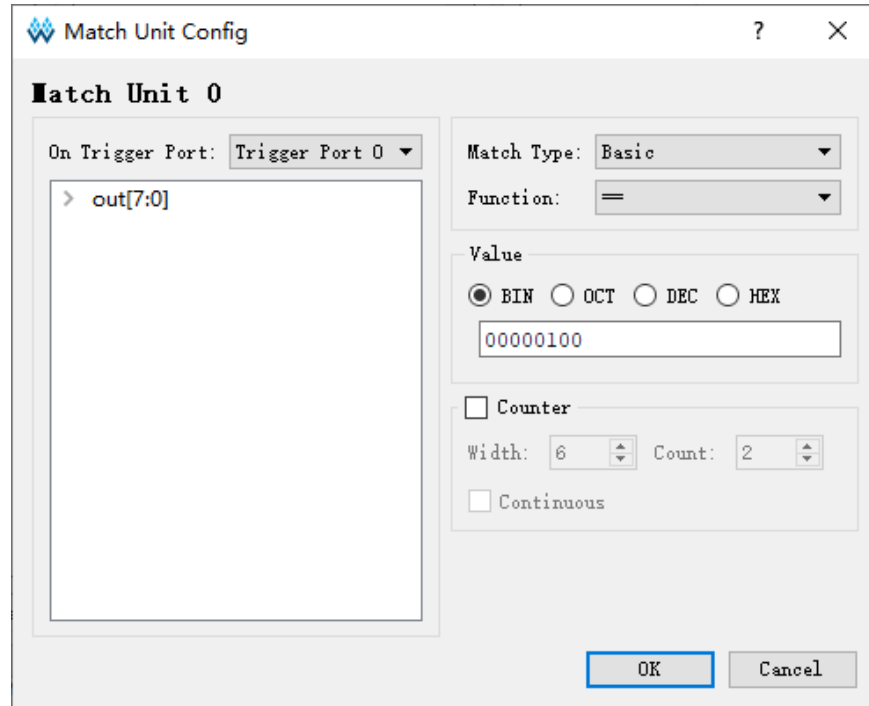 Match Unit Config ?
Match Unit 0
On Trigger Port: Trigger Port 0
out[7:0]
Match Type: Basic
Function: ==
Value
BIN OCT DEC HEX
00000100
Counter
Width: 6 Count: 2
Continuous
OK Cancel